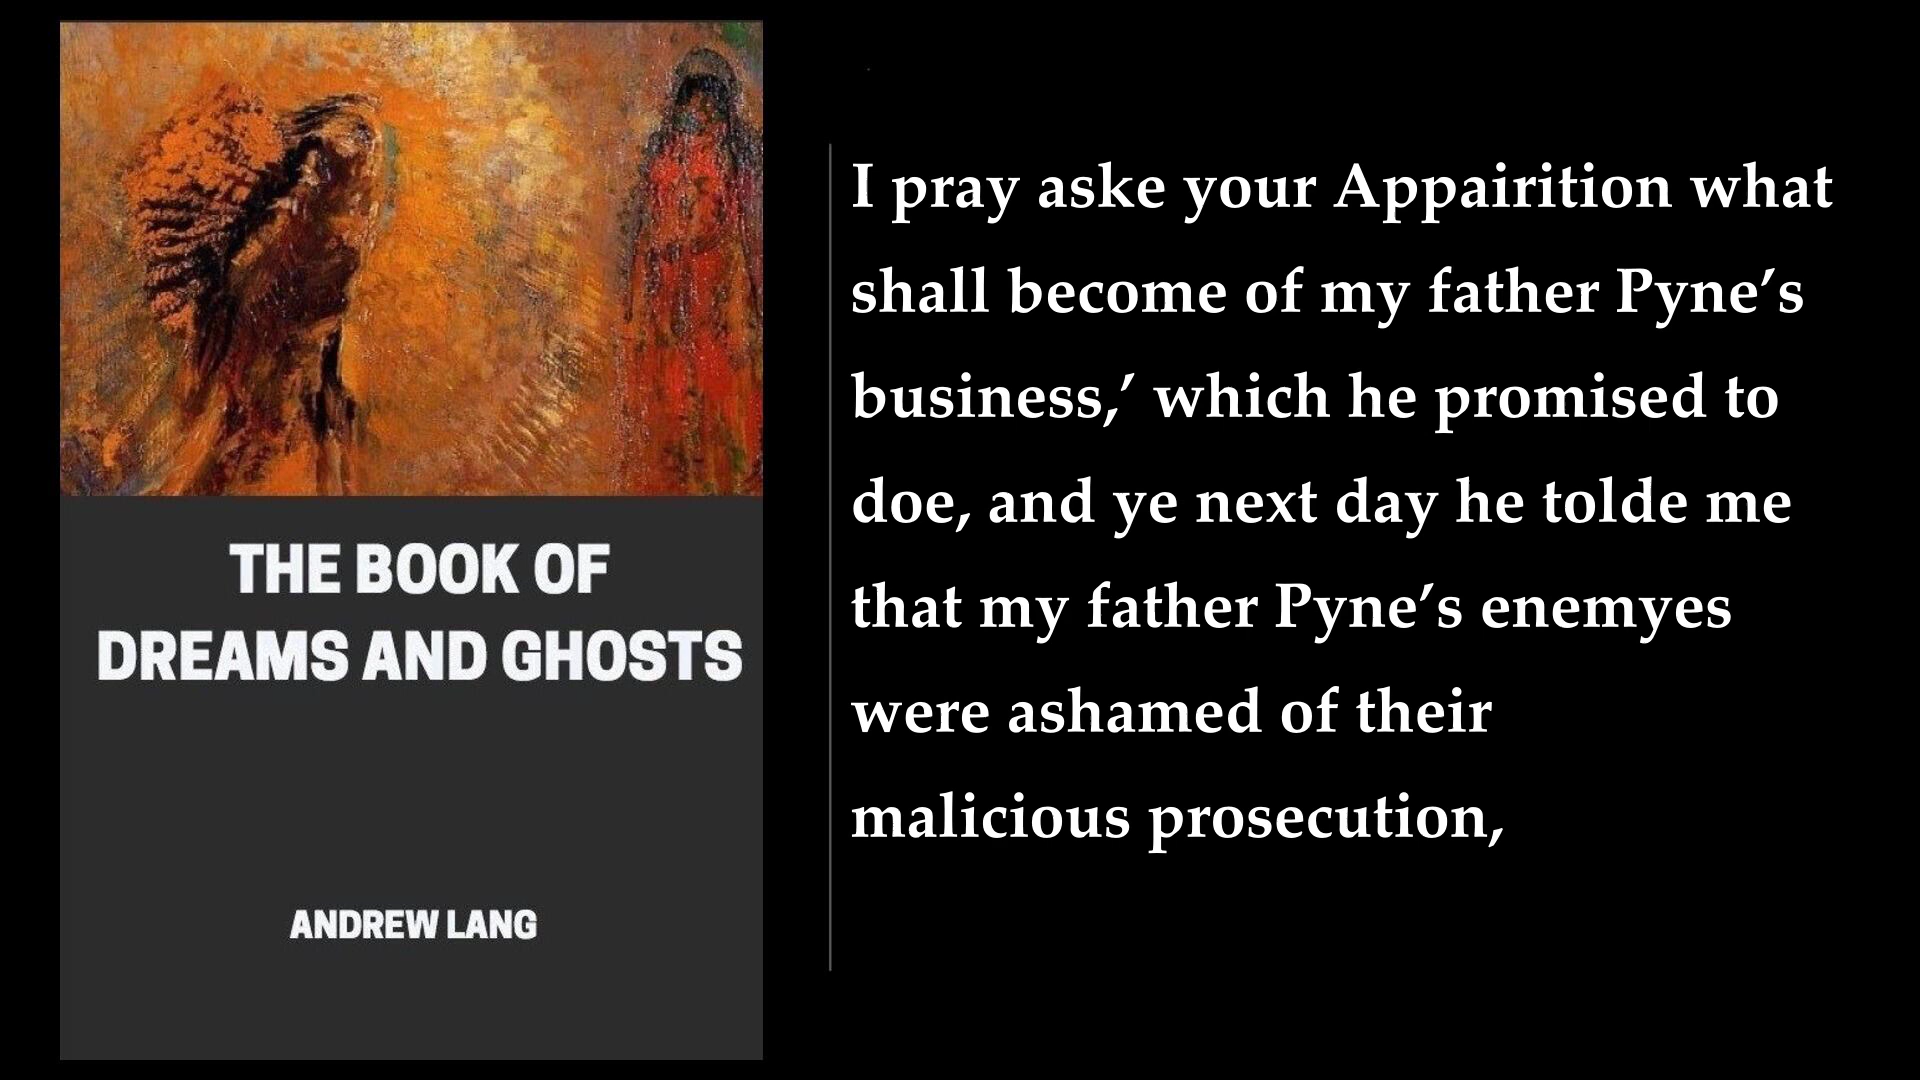 THE BOOK OF
DREAMS AND GHOSTS
ANDREW LANG
I pray aske your Appairition what
shall become of my father Pyne’s
business,’ which he promised to
doe, and ye next day he tolde me
that my father Pyne’s enemyes
were ashamed of their
malicious prosecution,